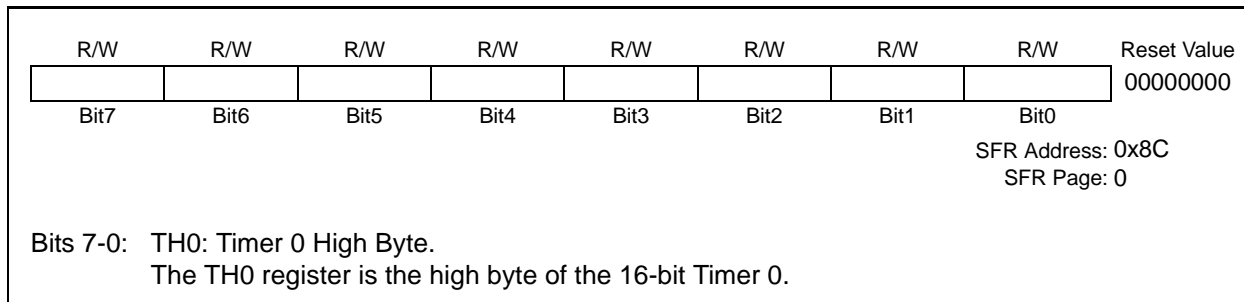 R/W R/W R/W R/W R/W R/W R/W R/W Reset Value
00000000
Bit7 Bit6 Bit5 Bit4 Bit3 Bit2 Bit1 Bit0
SFR Address: 0x8C
SFR Page: 0
Bits 7-0: TH0: Timer 0 High Byte.
The TH0 register is the high byte of the 16-bit Timer 0.